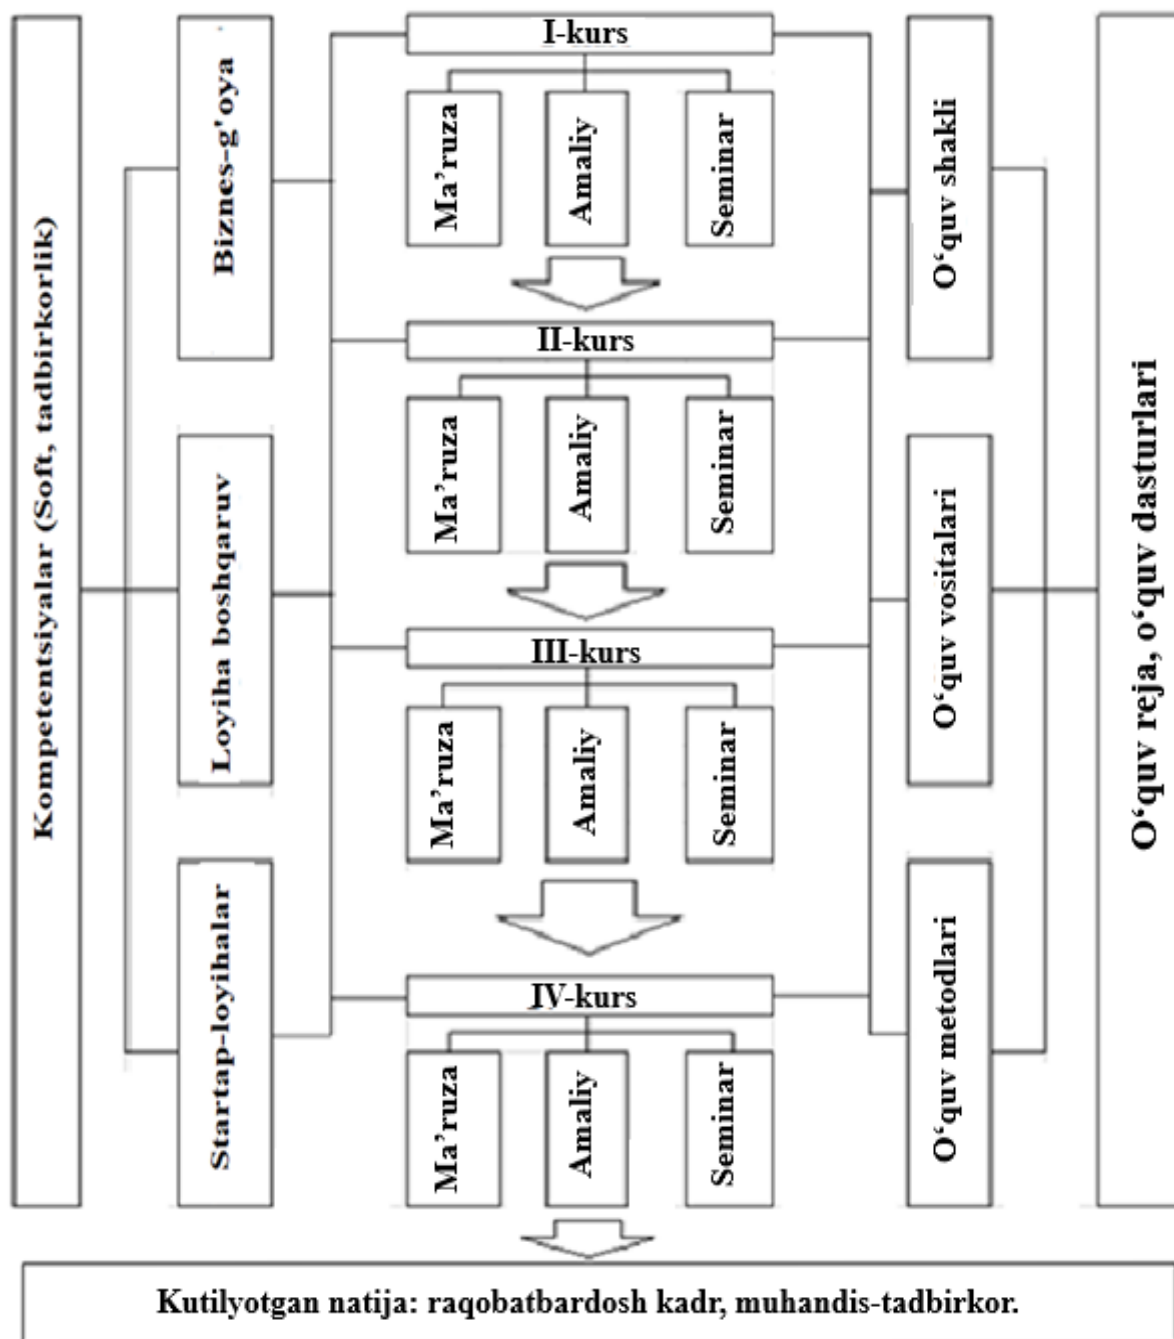 Kompetentsiyalar (Soft, tadbirkorlik)
Biznes-g'oya
Loyiha boshqaruv
Startap-loyihalar
I-kurs
Ma’ruza
Amaliy
Seminar
II-kurs
Ma’ruza
Amaliy
Seminar
III-kurs
Ma’ruza
Amaliy
Seminar
IV-kurs
Ma’ruza
Amaliy
Seminar
O‘quv shakli
O‘quv vositalari
O‘quv metodlari
O‘quv reja, o‘quv dasturlari
Kutilyotgan natija: raqobatbardosh kadr, muhandis-tadbirkor.